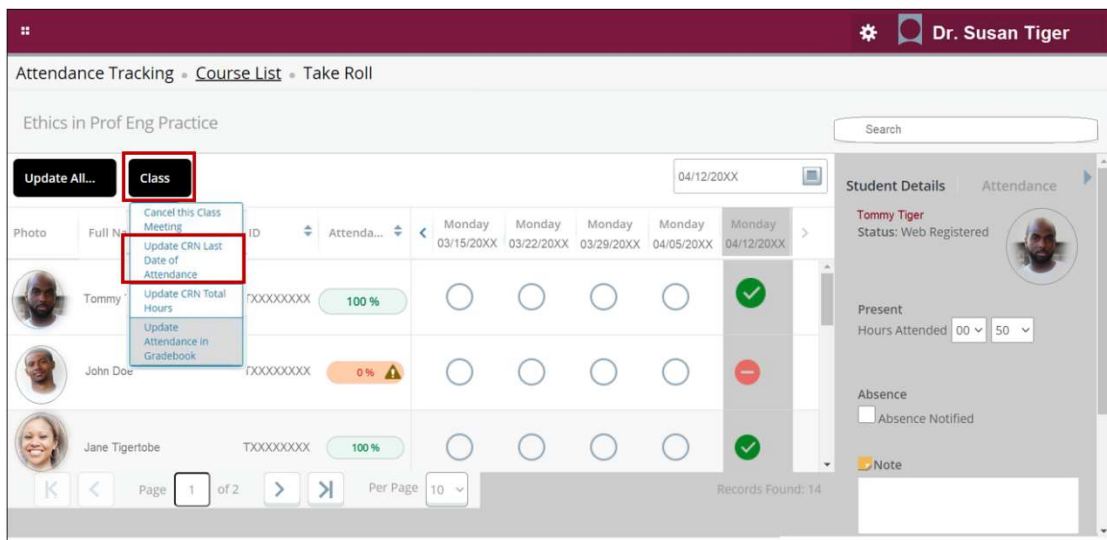 Dr. Susan Tiger
Attendance Tracking • Course List • Take Roll
Ethics in Prof Eng Practice
Search
Update All...
Class
04/12/20XX
Cancel this Class
Meeting
Update CRN Last
Date of
Attendance
Update CRN Total
Hours
Update
Attendance in
Gradebook
Photo
Full Na
ID
Attenda...
Monday
03/15/20XX
Monday
03/22/20XX
Monday
03/29/20XX
Monday
04/05/20XX
Monday
04/12/20XX
Tommy
TXXXXXXXX
100 %
John Doe
TXXXXXXXX
0 %
Jane Tigertobe
TXXXXXXXX
100 %
Page 1 of 2
Per Page 10
Records Found: 14
Student Details
Attendance
Tommy Tiger
Status: Web Registered
Present
Hours Attended 00 50
Absence
Absence Notified
Note